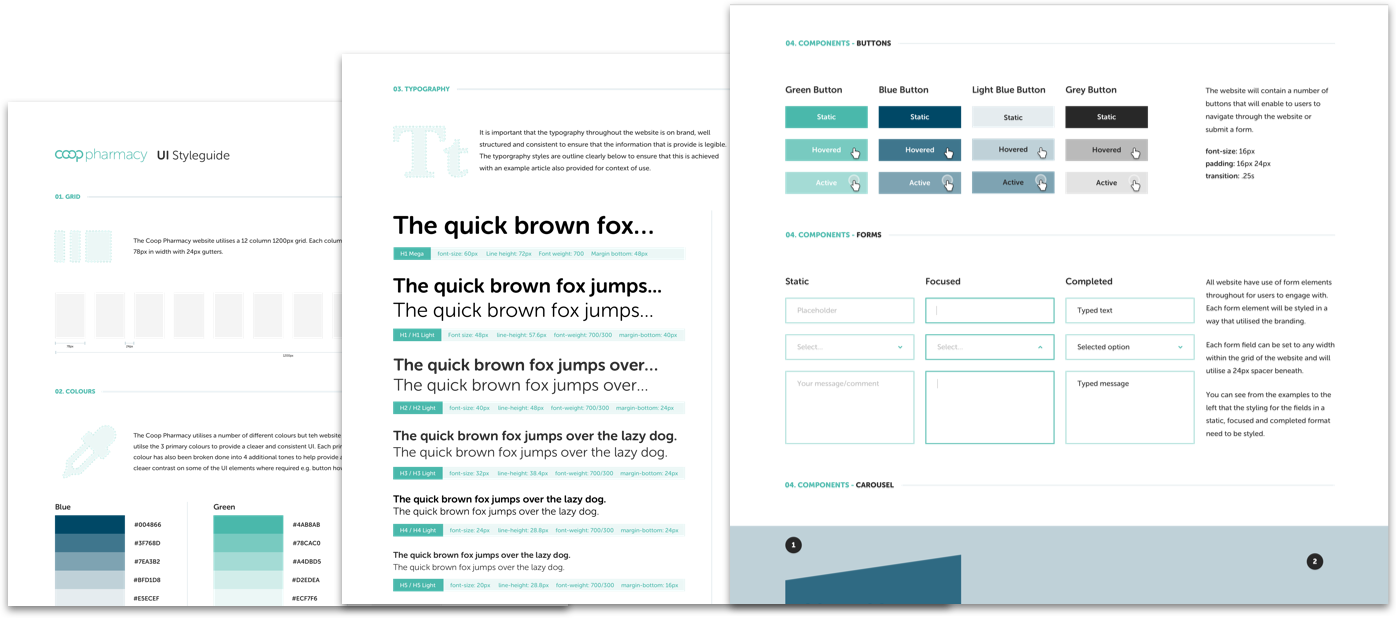 coop pharmacy UI Styleguide
01. GRID
The Coop Pharmacy website utilises a 12 column 1200px grid. Each colum
78px in width with 24px gutters.
78px
24px
1200px
02. COLOURS
The Coop Pharmacy utilises a number of different colours but teh website
utilse the 3 primary colours to provide a claer and consistent UI. Each prim
colour has also been broken done into 4 additional tones to help provide a
cleaer contrast on some of the UI elements where required e.g. button hov
Blue
#004866
#3F768D
#7EA3B2
#BFD1D8
#E5ECEF
Green
#4AB8AB
#78CAC0
#A4DBD5
#D2EDEA
#ECF7F6
03. TYPOGRAPHY
Tt
It is important that the typography throughout the website is on brand, well
structured and consistent to ensure that the information that is provide is legible.
The typorgraphy styles are outline clearly below to ensure that this is achieved
with an example article also provided for context of use.
The quick brown fox...
H1 Mega font-size: 60px Line height: 72px Font weight: 700 Margin bottom: 48px
The quick brown fox jumps...
The quick brown fox jumps...
H1 / H1 Light Font size: 48px line-height: 57.6px font-weight: 700/300 margin-bottom: 40px
The quick brown fox jumps over...
The quick brown fox jumps over...
H2 / H2 Light font-size: 40px line-height: 48px font-weight: 700/300 margin-bottom: 24px
The quick brown fox jumps over the lazy dog.
The quick brown fox jumps over the lazy dog.
H3 / H3 Light font-size: 32px line-height: 38.4px font-weight: 700/300 margin-bottom: 24px
The quick brown fox jumps over the lazy dog.
The quick brown fox jumps over the lazy dog.
H4 / H4 Light font-size: 24px line-height: 28.8px font-weight: 700/300 margin-bottom: 24px
The quick brown fox jumps over the lazy dog.
The quick brown fox jumps over the lazy dog.
H5 / H5 Light font-size: 20px line-height: 28.8px font-weight: 700/300 margin-bottom: 16px
04. COMPONENTS - BUTTONS
Green Button Blue Button Light Blue Button Grey Button
Static Static Static Static
Hovered Hovered Hovered Hovered
Active Active Active Active
The website will contain a number of
buttons that will enable to users to
navigate through the website or
submit a form.
font-size: 16px
padding: 16px 24px
transition: .25s
04. COMPONENTS - FORMS
Static Focused Completed
Placeholder Typed text
Select... Select... Selected option
Your message/comment Typed message
All website have use of form elements
throughout for users to engage with.
Each form element will be styled in a
way that utilised the branding.
Each form field can be set to any width
within the grid of the website and will
utilise a 24px spacer beneath.
You can see from the examples to the
left that the styling for the fields in a
static, focused and completed format
need to be styled.
04. COMPONENTS - CAROUSEL
1
2